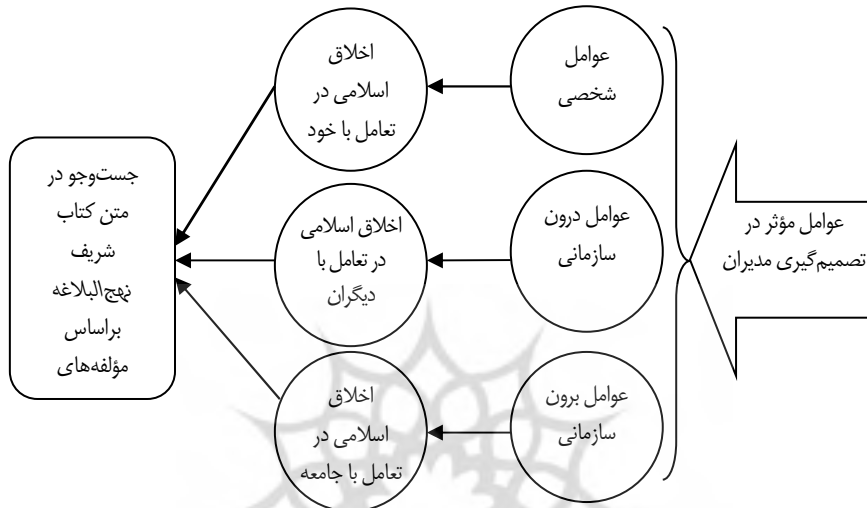 عوامل مؤثر در
تصمیم‌گیری مدیران
عوامل
شخصی
اخلاق
اسلامی در
تعامل با خود
عوامل درون
سازمانی
اخلاق اسلامی
در تعامل با
دیگران
عوامل برون
سازمانی
اخلاق
اسلامی در
تعامل با جامعه
جست‌وجو در
متن کتاب
شریف
نهج‌البلاغه
براساس
مؤلفه‌های